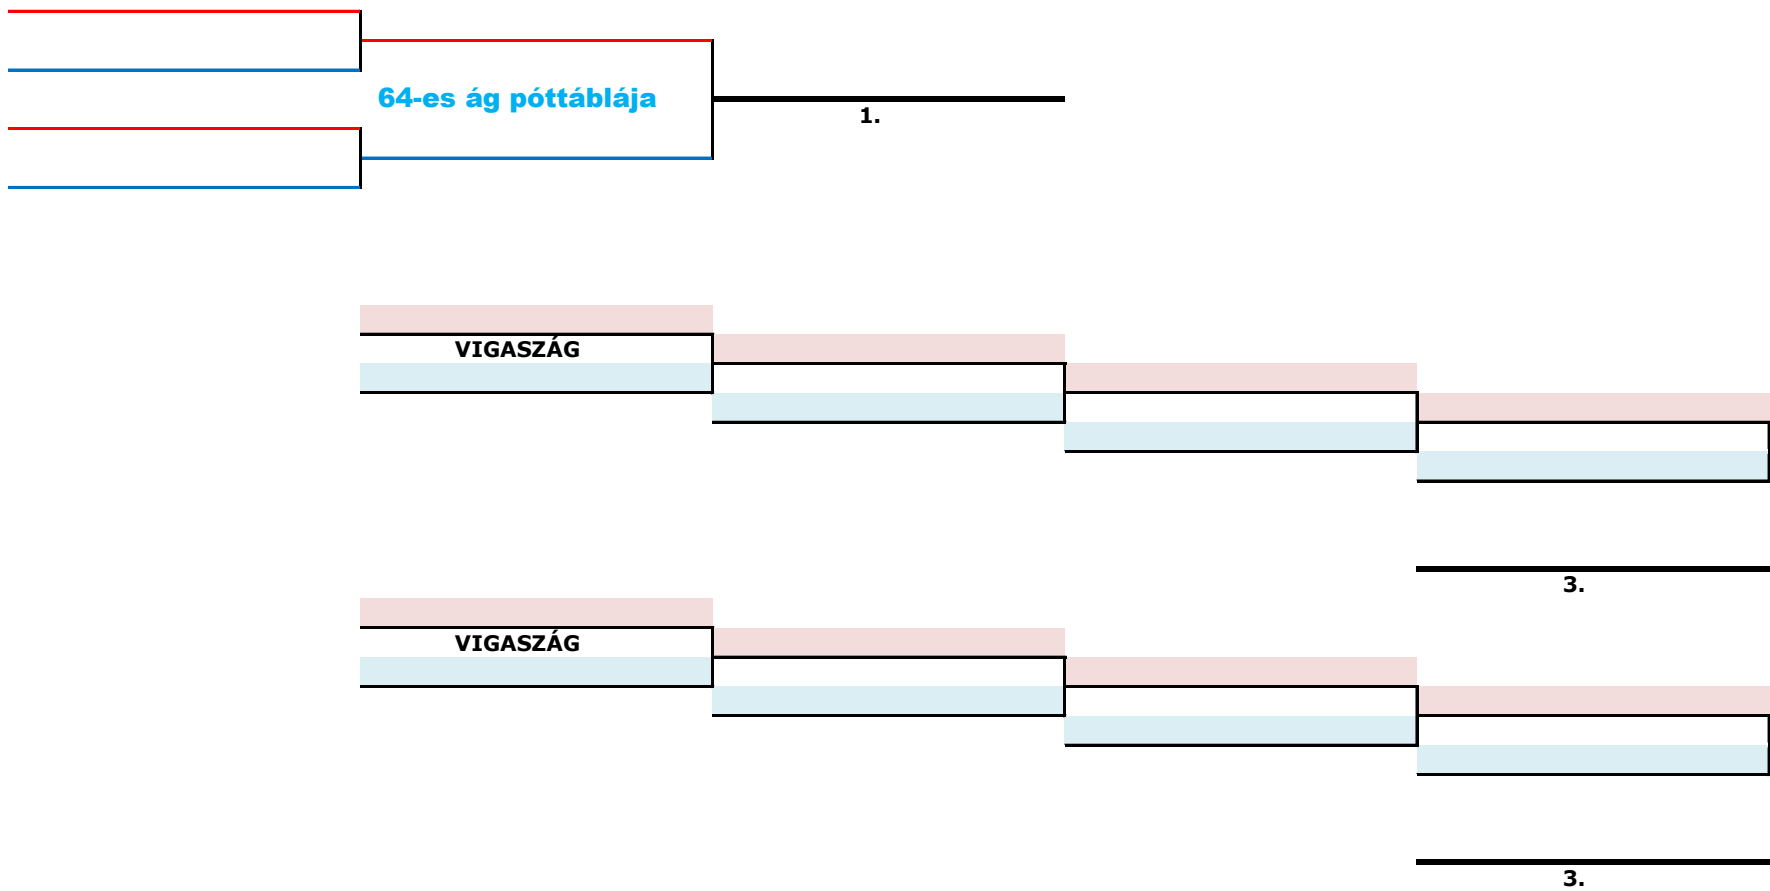 64-es ág póttáblája
1.
VIGASZÁG
3.
VIGASZÁG
3.